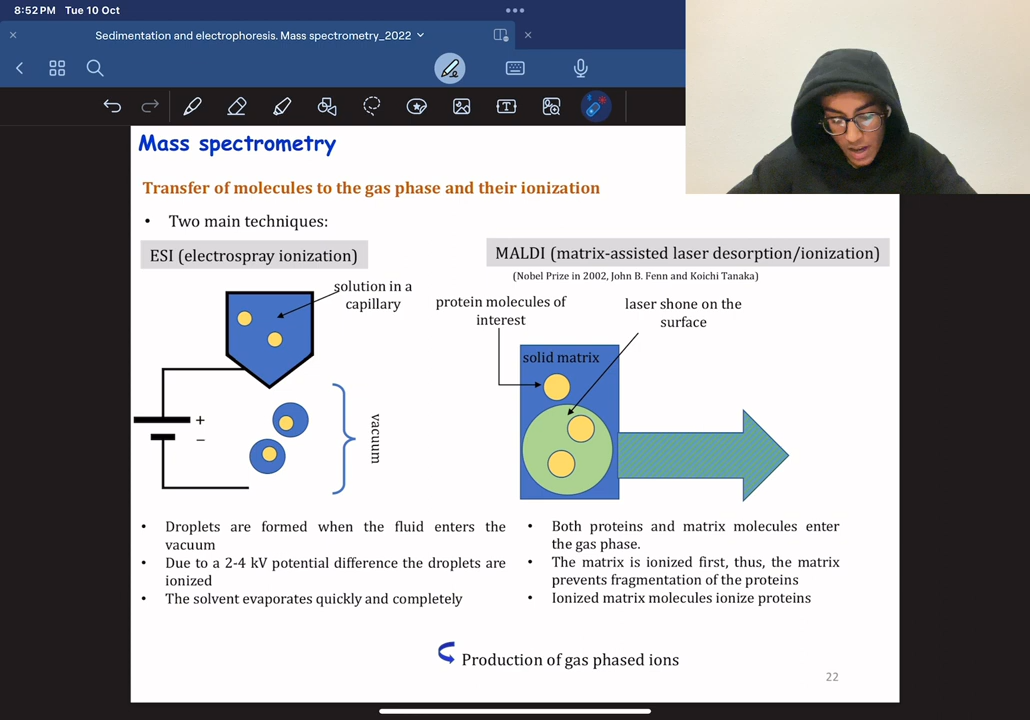 8:52 PM Tue 10 Oct
Sedimentation and electrophoresis. Mass spectrometry_2022
Mass spectrometry
Transfer of molecules to the gas phase and their ionization
• Two main techniques:
ESI (electrospray ionization)
solution in a
capillary
+
−
vacuum
• Droplets are formed when the fluid enters the
vacuum
• Due to a 2-4 kV potential difference the droplets are
ionized
• The solvent evaporates quickly and completely
MALDI (matrix-assisted laser desorption/ionization)
(Nobel Prize in 2002, John B. Fenn and Koichi Tanaka)
protein molecules of
interest
laser shone on the
surface
solid matrix
• Both proteins and matrix molecules enter
the gas phase.
• The matrix is ionized first, thus, the matrix
prevents fragmentation of the proteins
• Ionized matrix molecules ionize proteins
Production of gas phased ions
22